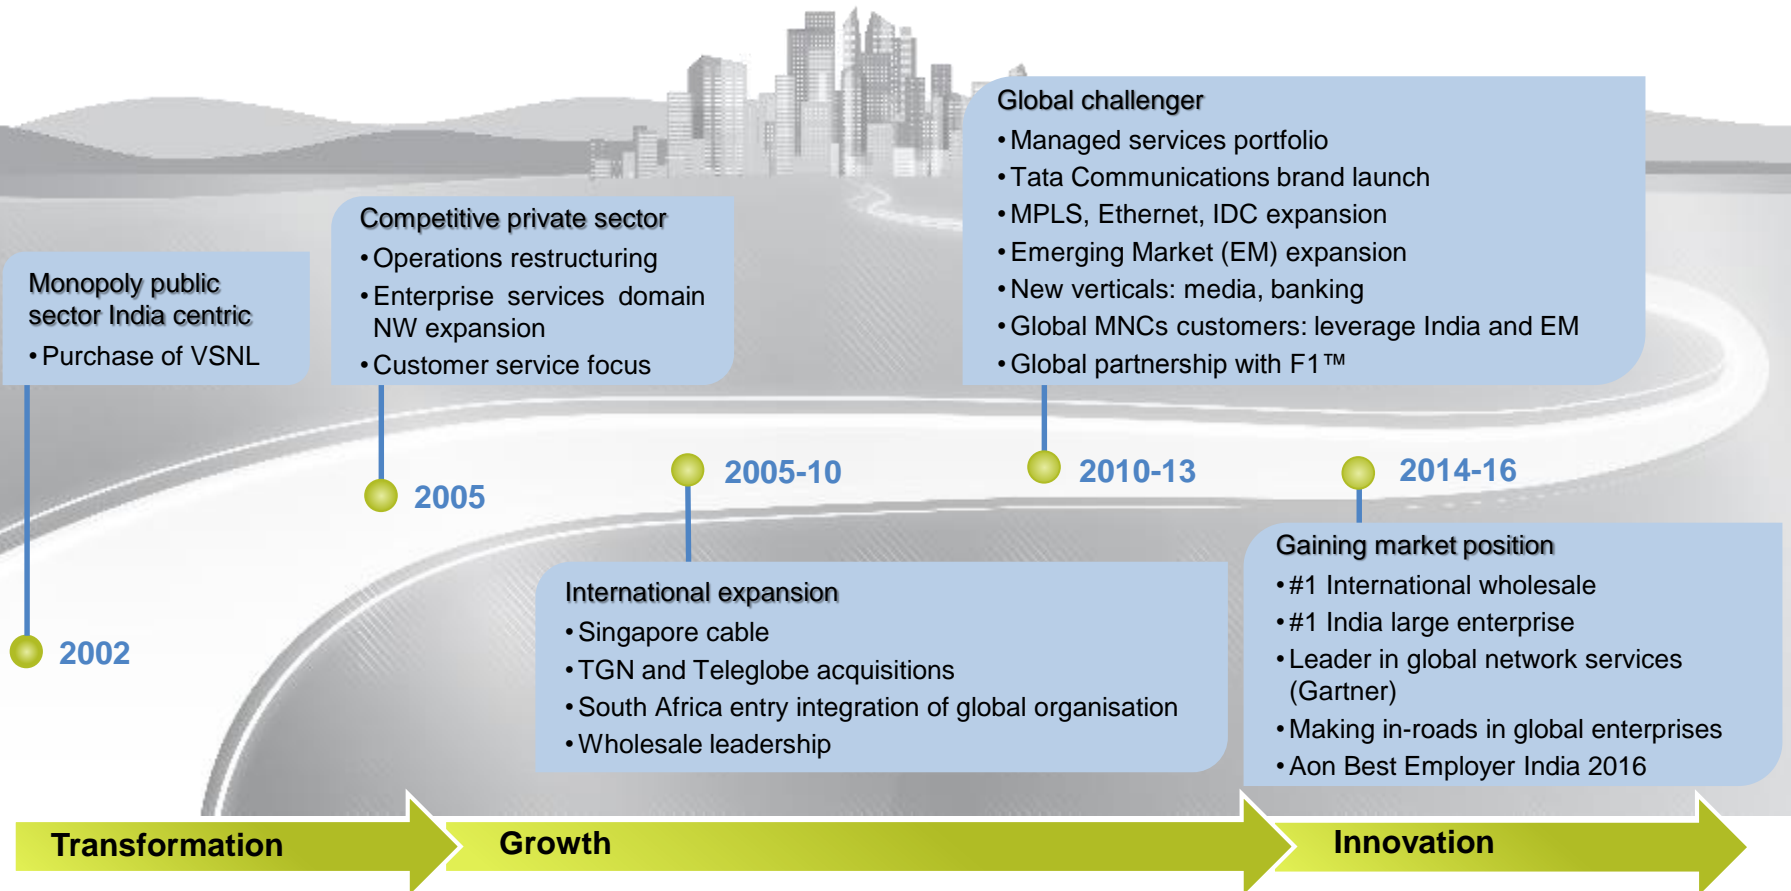 Monopoly public
sector India centric
• Purchase of VSNL
2002
Competitive private sector
• Operations restructuring
• Enterprise services domain
NW expansion
• Customer service focus
2005
2005-10
International expansion
• Singapore cable
• TGN and Teleglobe acquisitions
• South Africa entry integration of global organisation
• Wholesale leadership
Global challenger
• Managed services portfolio
• Tata Communications brand launch
• MPLS, Ethernet, IDC expansion
• Emerging Market (EM) expansion
• New verticals: media, banking
• Global MNCs customers: leverage India and EM
• Global partnership with F1™
2010-13
2014-16
Gaining market position
• #1 International wholesale
• #1 India large enterprise
• Leader in global network services
(Gartner)
• Making in-roads in global enterprises
• Aon Best Employer India 2016
Transformation
Growth
Innovation